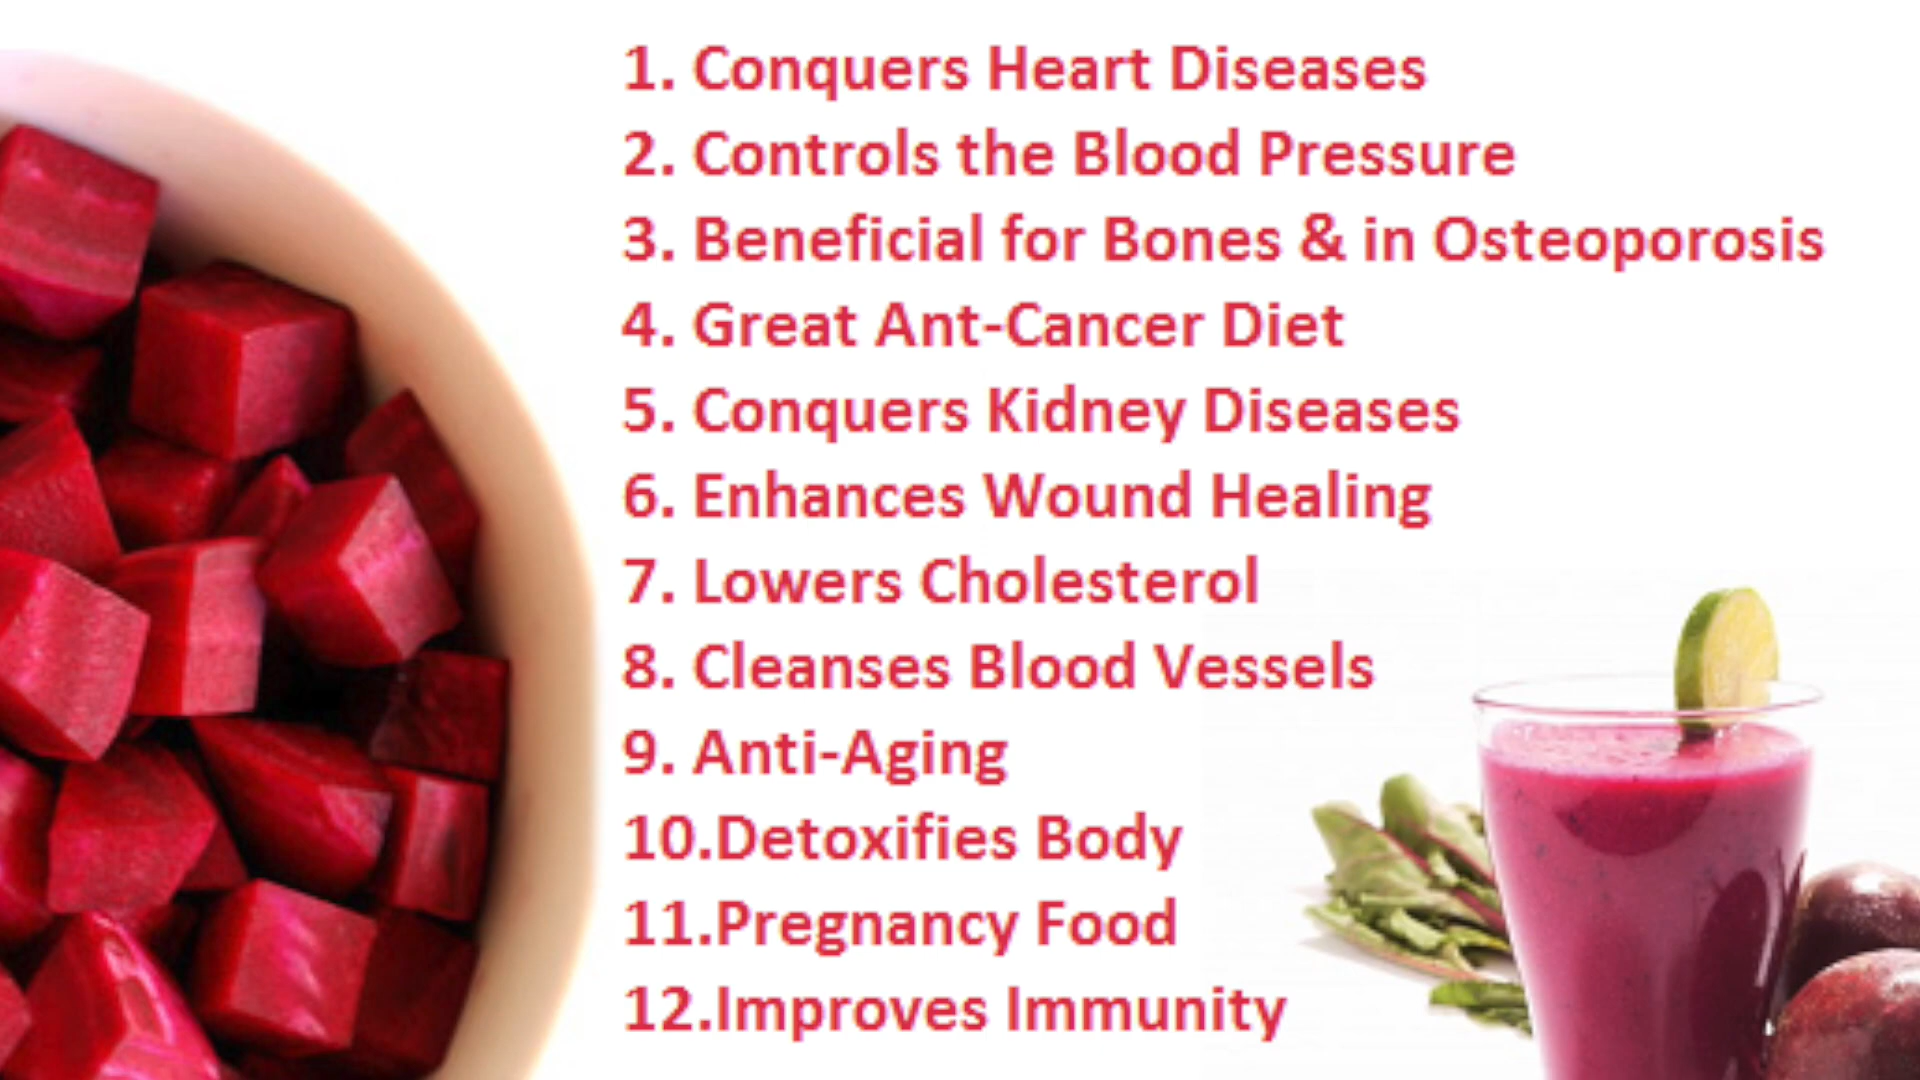 1. Conquers Heart Diseases
2. Controls the Blood Pressure
3. Beneficial for Bones & in Osteoporosis
4. Great Ant-Cancer Diet
5. Conquers Kidney Diseases
6. Enhances Wound Healing
7. Lowers Cholesterol
8. Cleanses Blood Vessels
9. Anti-Aging
10.Detoxifies Body
11.Pregnancy Food
12.Improves Immunity